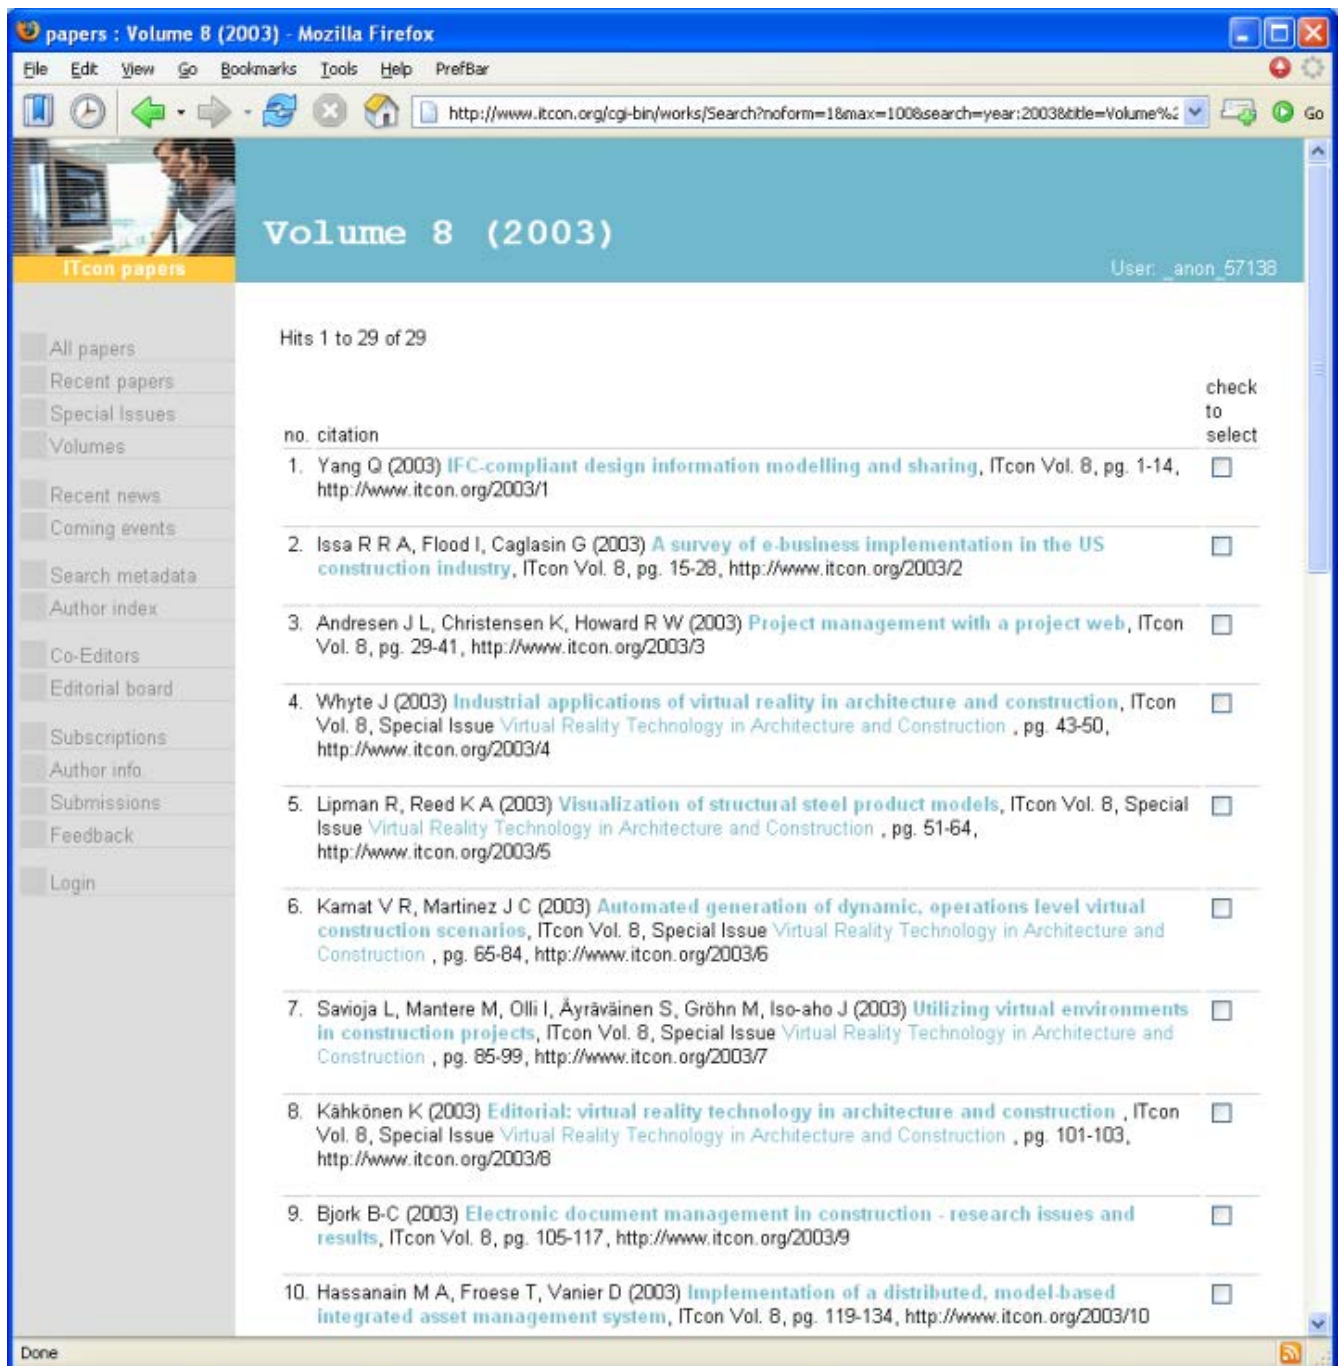 papers : Volume 8 (2003) - Mozilla Firefox
File Edit View Go Bookmarks Tools Help PrefBar
http://www.itcon.org/cgi-bin/works/Search?noform=1&max=100&search=year:2003&title=Volume%2
Go
Volume 8 (2003)
ITcon papers
User: _anon_57138
All papers
Recent papers
Special Issues
Volumes
Recent news
Coming events
Search metadata
Author index
Co-Editors
Editorial board
Subscriptions
Author info.
Submissions
Feedback
Login
Hits 1 to 29 of 29
check
to
no. citation select
1. Yang Q (2003) IFC-compliant design information modelling and sharing, ITcon Vol. 8, pg. 1-14,
http://www.itcon.org/2003/1
2. Issa R R A, Flood I, Caglasin G (2003) A survey of e-business implementation in the US
construction industry, ITcon Vol. 8, pg. 15-28, http://www.itcon.org/2003/2
3. Andresen J L, Christensen K, Howard R W (2003) Project management with a project web, ITcon
Vol. 8, pg. 29-41, http://www.itcon.org/2003/3
4. Whyte J (2003) Industrial applications of virtual reality in architecture and construction, ITcon
Vol. 8, Special Issue Virtual Reality Technology in Architecture and Construction , pg. 43-50,
http://www.itcon.org/2003/4
5. Lipman R, Reed K A (2003) Visualization of structural steel product models, ITcon Vol. 8, Special
Issue Virtual Reality Technology in Architecture and Construction , pg. 51-64,
http://www.itcon.org/2003/5
6. Kamat V R, Martinez J C (2003) Automated generation of dynamic, operations level virtual
construction scenarios, ITcon Vol. 8, Special Issue Virtual Reality Technology in Architecture and
Construction , pg. 65-84, http://www.itcon.org/2003/6
7. Savioja L, Mantere M, Olli I, Äyräväinen S, Gröhn M, Iso-aho J (2003) Utilizing virtual environments
in construction projects, ITcon Vol. 8, Special Issue Virtual Reality Technology in Architecture and
Construction , pg. 85-99, http://www.itcon.org/2003/7
8. Kähkönen K (2003) Editorial: virtual reality technology in architecture and construction , ITcon
Vol. 8, Special Issue Virtual Reality Technology in Architecture and Construction , pg. 101-103,
http://www.itcon.org/2003/8
9. Bjork B-C (2003) Electronic document management in construction - research issues and
results, ITcon Vol. 8, pg. 105-117, http://www.itcon.org/2003/9
10. Hassanain M A, Froese T, Vanier D (2003) Implementation of a distributed, model-based
integrated asset management system, ITcon Vol. 8, pg. 119-134, http://www.itcon.org/2003/10
Done